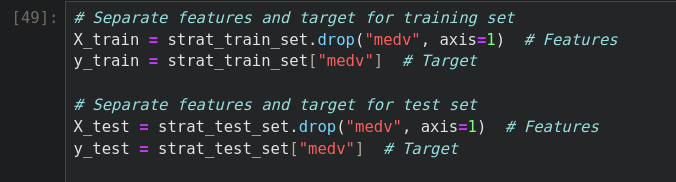 [49]: # Separate features and target for training set
X_train = strat_train_set.drop("medv", axis=1)  # Features
y_train = strat_train_set["medv"]  # Target

# Separate features and target for test set
X_test = strat_test_set.drop("medv", axis=1)  # Features
y_test = strat_test_set["medv"]  # Target